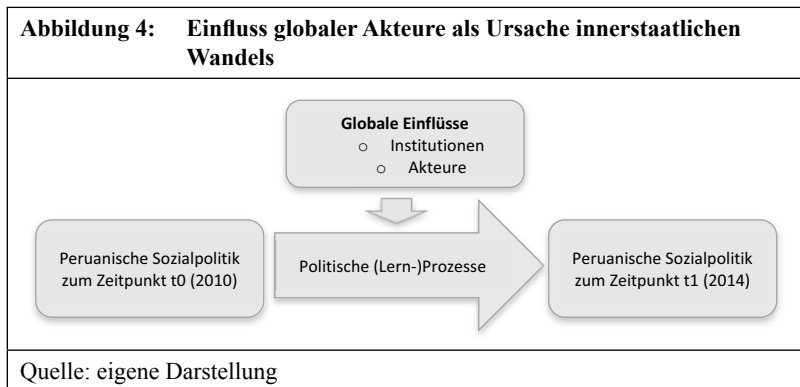 Abbildung 4: Einfluss globaler Akteure als Ursache innerstaatlichen
Wandels
Globale Einflüsse
o Institutionen
o Akteure
Peruanische Sozialpolitik
zum Zeitpunkt t0 (2010)
Politische (Lern-)Prozesse
Peruanische Sozialpolitik
zum Zeitpunkt t1 (2014)
Quelle: eigene Darstellung